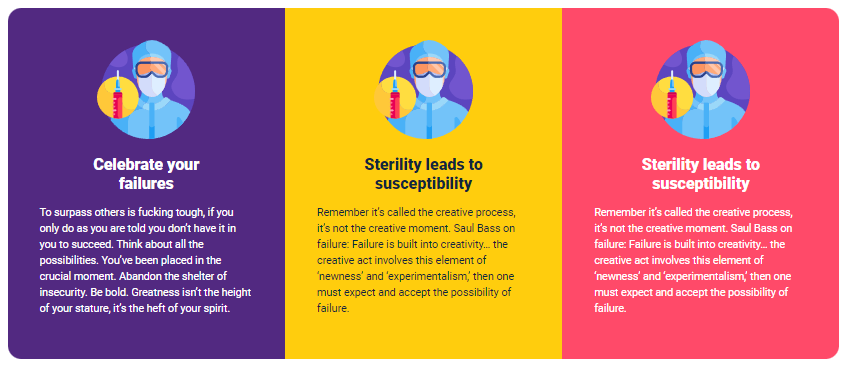 Celebrate your
failures
To surpass others is fucking tough, if you
only do as you are told you don't have it in
you to succeed. Think about all the
possibilities. You've been placed in the
crucial moment. Abandon the shelter of
insecurity. Be bold. Greatness isn't the height
of your stature, it's the heft of your spirit.
Sterility leads to
susceptibility
Remember it's called the creative process,
it's not the creative moment. Saul Bass on
failure: Failure is built into creativity... the
creative act involves this element of
'newness' and 'experimentalism,' then one
must expect and accept the possibility of
failure.
Sterility leads to
susceptibility
Remember it's called the creative process,
it's not the creative moment. Saul Bass on
failure: Failure is built into creativity... the
creative act involves this element of
'newness' and 'experimentalism,' then one
must expect and accept the possibility of
failure.